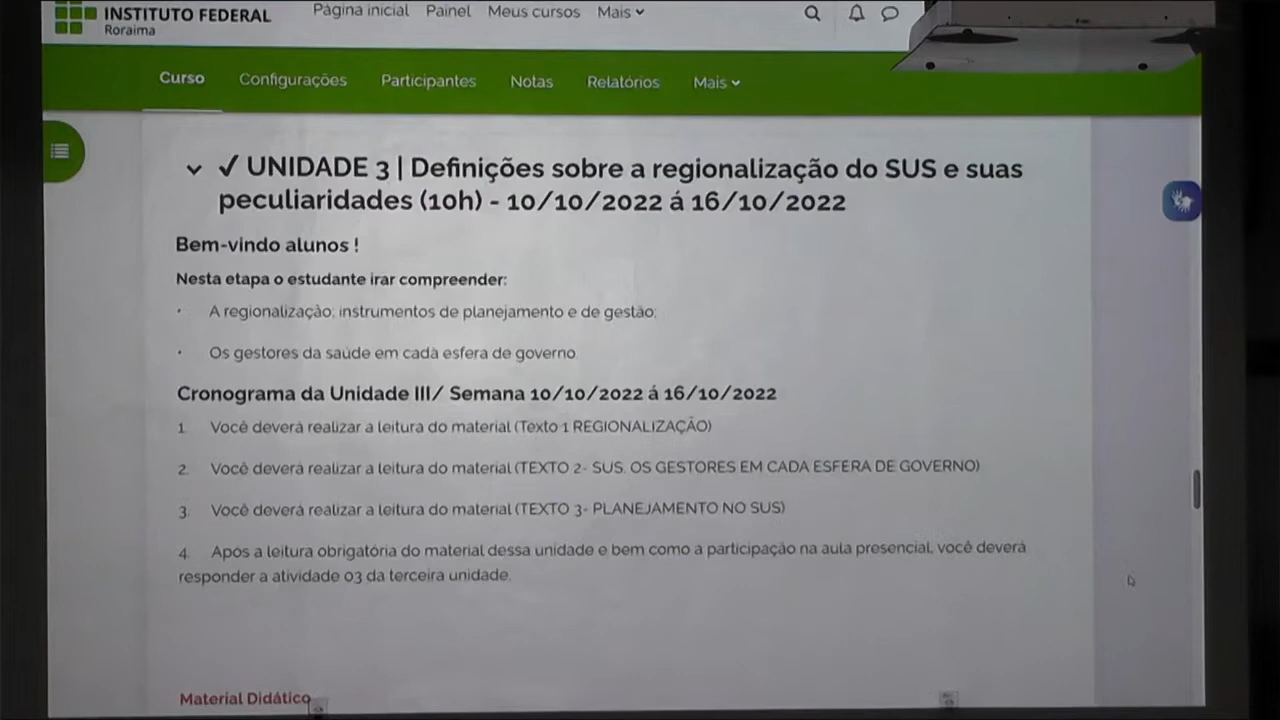 INSTITUTO FEDERAL
Roraima
Página inicial Painel Meus cursos Mais
Curso Configurações Participantes Notas Relatórios Mais
✓ UNIDADE 3 | Definições sobre a regionalização do SUS e suas
peculiaridades (10h) - 10/10/2022 á 16/10/2022
Bem-vindo alunos !
Nesta etapa o estudante irar compreender:
• A regionalização; instrumentos de planejamento e de gestão;
• Os gestores da saúde em cada esfera de governo.
Cronograma da Unidade III/ Semana 10/10/2022 á 16/10/2022
1. Você deverá realizar a leitura do material (Texto 1 REGIONALIZAÇÃO)
2. Você deverá realizar a leitura do material (TEXTO 2- SUS. OS GESTORES EM CADA ESFERA DE GOVERNO)
3. Você deverá realizar a leitura do material (TEXTO 3- PLANEJAMENTO NO SUS)
4. Após a leitura obrigatória do material dessa unidade e bem como a participação na aula presencial, você deverá
responder a atividade 03 da terceira unidade.
Material Didático